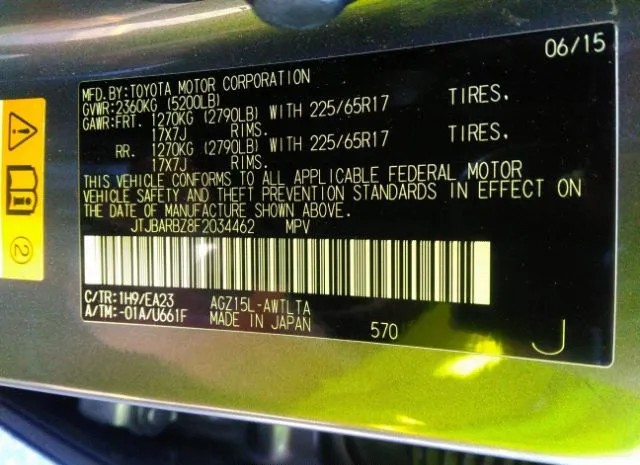 06/15
MFD. BY:TOYOTA MOTOR CORPORATION
GVWR:2360KG (5200LB)
GAWR:FRT. 1270KG (2790LB) WITH 225/65R17 TIRES,
17X7J RIMS.
RR. 1270KG (2790LB) WITH 225/65R17 TIRES,
17X7J RIMS.
THIS VEHICLE CONFORMS TO ALL APPLICABLE FEDERAL MOTOR
VEHICLE SAFETY AND THEFT PREVENTION STANDARDS IN EFFECT ON
THE DATE OF MANUFACTURE SHOWN ABOVE.
JTJBARBZ8F2034462 MPV
C/TR:1H9/EA23 AGZ15L-AWTLTA
A/TM:-01A/U661F MADE IN JAPAN 570 J
2